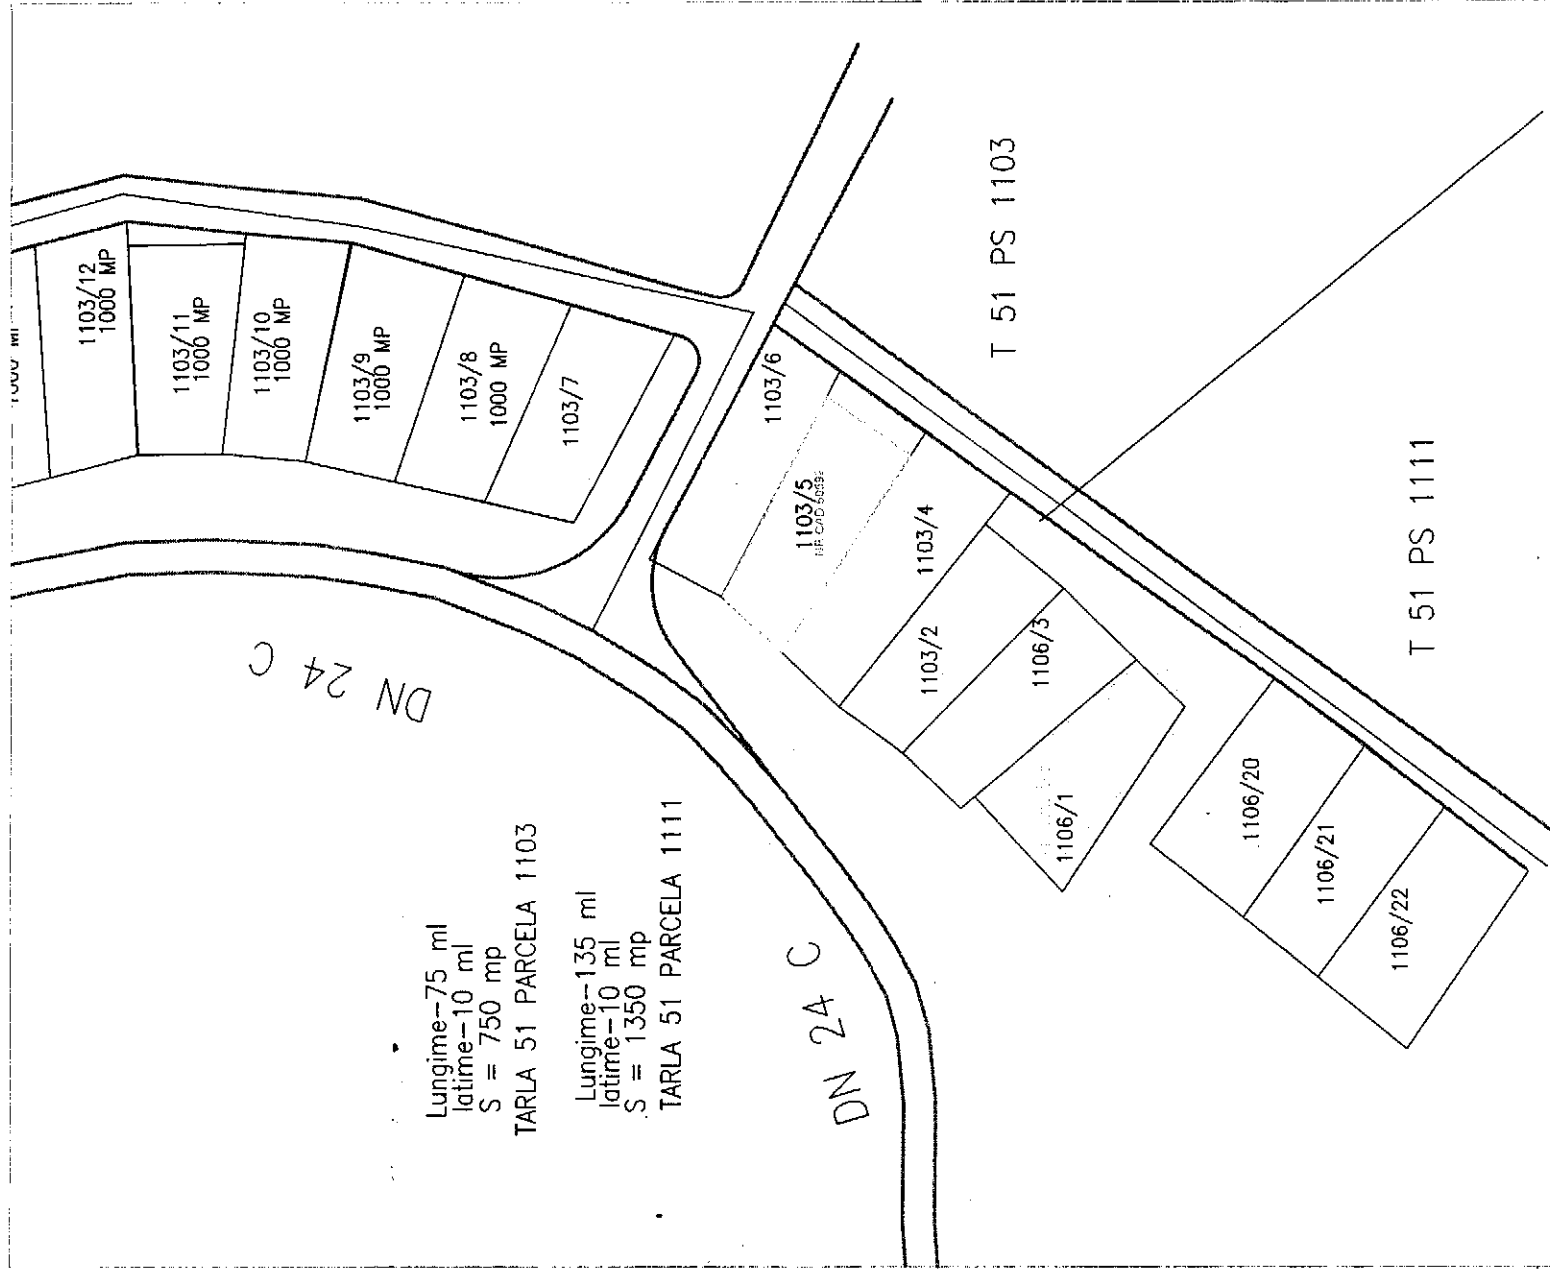 1103/12
1000 MP
1103/11
1000 MP
1103/10
1000 MP
1103/9
1000 MP
1103/8
1000 MP
1103/7
1103/6
1103/5
NR. CAD
1103/4
1103/2
1106/3
1106/1
1106/20
1106/21
1106/22
T 51 PS 1103
T 51 PS 1111
DN 24 C
DN 24 C
Lungime-75 ml
latime-10 ml
S = 750 mp
TARLA 51 PARCELA 1103
Lungime-135 ml
latime-10 ml
S = 1350 mp
TARLA 51 PARCELA 1111